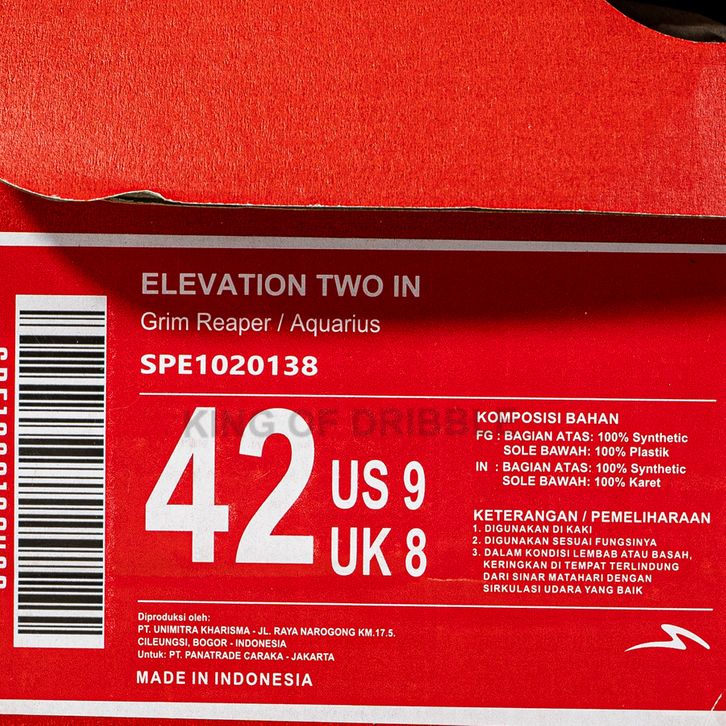 ELEVATION TWO IN
Grim Reaper / Aquarius
SPE1020138
KING OF DRIBBE
42
US 9
UK 8
KOMPOSISI BAHAN
FG : BAGIAN ATAS: 100% Synthetic
SOLE BAWAH: 100% Plastik
IN : BAGIAN ATAS: 100% Synthetic
SOLE BAWAH: 100% Karet
KETERANGAN / PEMELIHARAAN
1. DIGUNAKAN DI KAKI
2. DIGUNAKAN SESUAI FUNGSINYA
3. DALAM KONDISI LEMBAB ATAU BASAH,
KERINGKAN DI TEMPAT TERLINDUNG
DARI SINAR MATAHARI DENGAN
SIRKULASI UDARA YANG BAIK
Diproduksi oleh:
PT. UNIMITRA KHARISMA - JL. RAYA NAROGONG KM.17.5.
CILEUNGSI, BOGOR - INDONESIA
Untuk: PT. PANATRADE CARAKA - JAKARTA
MADE IN INDONESIA